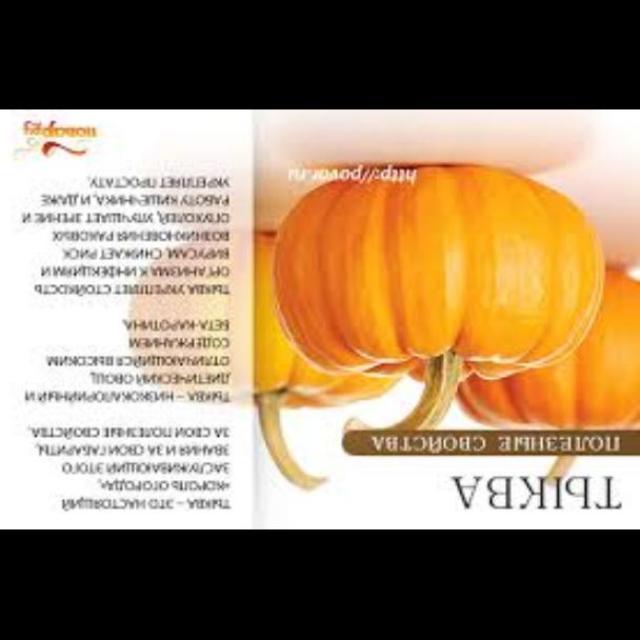 ТЫКВА
ПОЛЕЗНЫЕ СВОЙСТВА
http://povor.ru
ТЫКВА – ЭТО НАСТОЯЩИЙ
«КОРОЛЬ ОГОРОДА»,
ЗАСЛУЖИВАЮЩИЙ ЭТОГО
ЗВАНИЯ И ЗА СВОИ ГАБАРИТЫ,
ЗА СВОИ ПОЛЕЗНЫЕ СВОЙСТВА.
ТЫКВА – НИЗКОКАЛОРИЙНЫЙ И
ДИЕТИЧЕСКИЙ ОВОЩ,
ОТЛИЧАЮЩИЙСЯ ВЫСОКИМ
СОДЕРЖАНИЕМ
БЕТА-КАРОТИНА.
ТЫКВА УКРЕПЛЯЕТ СТОЙКОСТЬ
ОРГАНИЗМА К ИНФЕКЦИЯМ И
ВИРУСАМ, СНИЖАЕТ РИСК
ВОЗНИКНОВЕНИЯ РАКОВЫХ
ОПУХОЛЕЙ, УЛУЧШАЕТ ЗРЕНИЕ И
РАБОТУ КИШЕЧНИКА, И ДАЖЕ
УКРЕПЛЯЕТ ПРОСТАТУ.